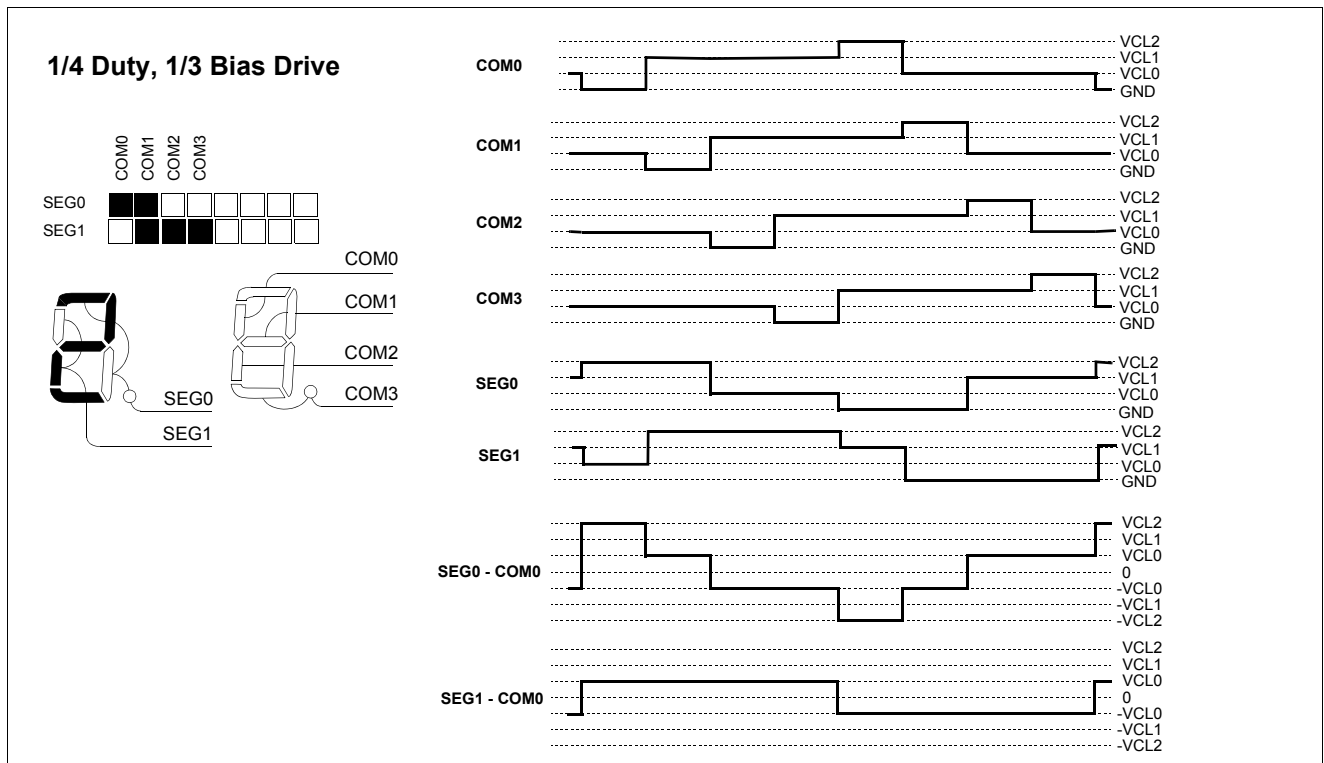 1/4 Duty, 1/3 Bias Drive
COM0
COM1
COM2
COM3
SEG0
SEG1
COM0
COM1
COM2
COM3
SEG0
SEG1
COM0
VCL2
VCL1
VCL0
GND
COM1
VCL2
VCL1
VCL0
GND
COM2
VCL2
VCL1
VCL0
GND
COM3
VCL2
VCL1
VCL0
GND
SEG0
VCL2
VCL1
VCL0
GND
SEG1
VCL2
VCL1
VCL0
GND
SEG0 - COM0
VCL2
VCL1
VCL0
0
-VCL0
-VCL1
-VCL2
SEG1 - COM0
VCL2
VCL1
VCL0
0
-VCL0
-VCL1
-VCL2